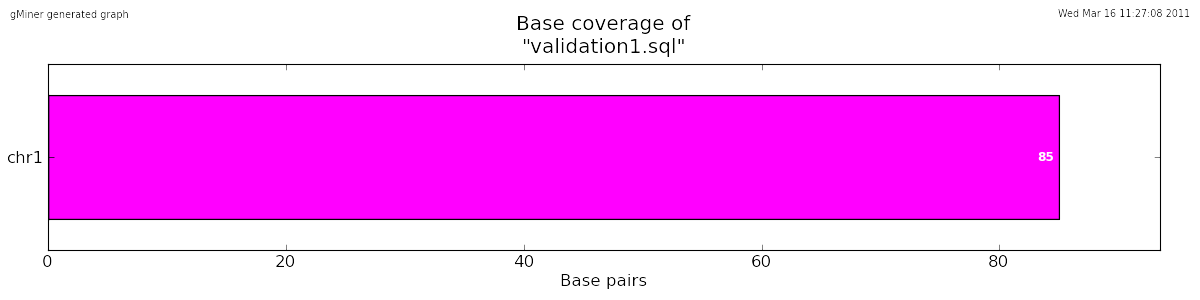 gMiner generated graph
Wed Mar 16 11:27:08 2011
Base coverage of
"validation1.sql"
chr1
85
0 20 40 60 80
Base pairs